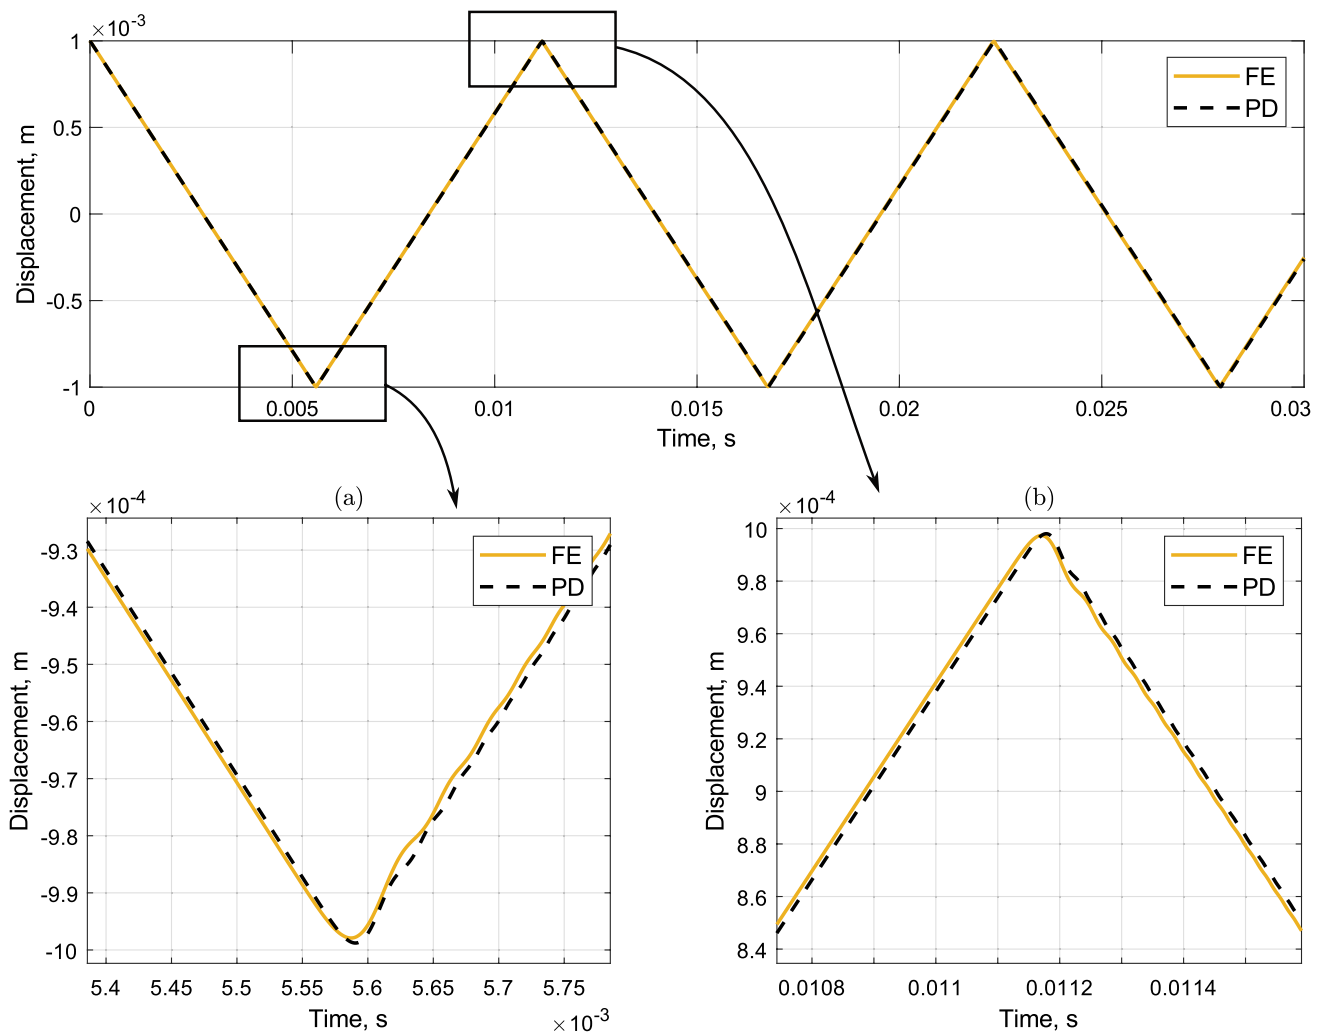 ×10-3
1
0.5
0
-0.5
-1
Displacement, m
FE
PD
0 0.005 0.01 0.015 0.02 0.025 0.03
Time, s
(a)
×10-4
-9.3
-9.4
-9.5
-9.6
-9.7
-9.8
-9.9
-10
Displacement, m
FE
PD
5.4 5.45 5.5 5.55 5.6 5.65 5.7 5.75
Time, s
×10-3
(b)
×10-4
10
9.8
9.6
9.4
9.2
9
8.8
8.6
8.4
Displacement, m
FE
PD
0.0108 0.011 0.0112 0.0114
Time, s